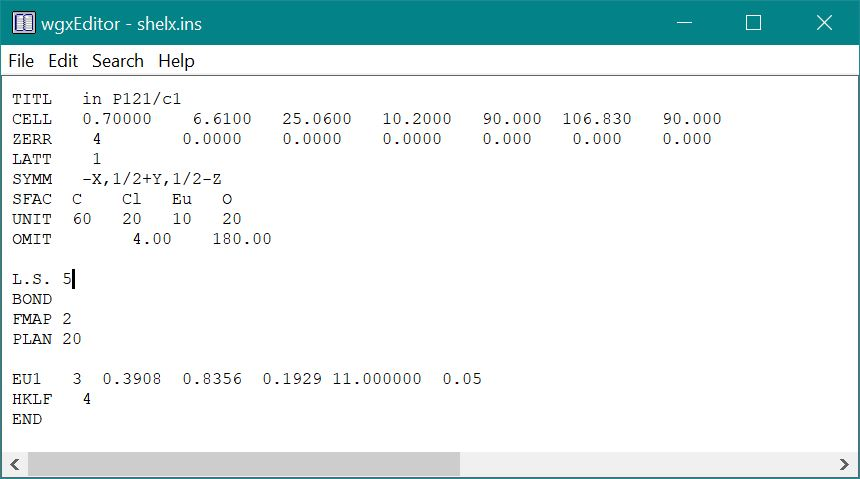 wgxEditor - shelx.ins
File Edit Search Help
TITL in P121/c1
CELL 0.70000 6.6100 25.0600 10.2000 90.000 106.830 90.000
ZERR 4 0.0000 0.0000 0.0000 0.000 0.000 0.000
LATT 1
SYMM -X,1/2+Y,1/2-Z
SFAC C Cl Eu O
UNIT 60 20 10 20
OMIT 4.00 180.00
L.S. 5
BOND
FMAP 2
PLAN 20
EU1 3 0.3908 0.8356 0.1929 11.000000 0.05
HKLF 4
END